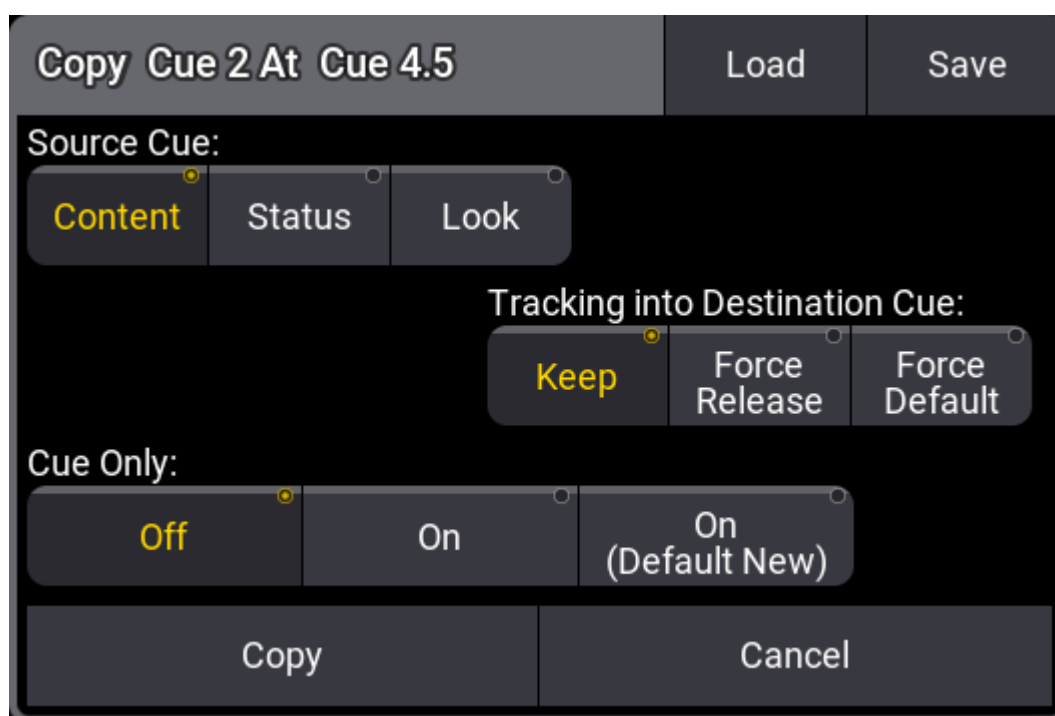 Copy Cue 2 At Cue 4.5 Load Save
Source Cue:
Content Status Look
Tracking into Destination Cue:
Keep Force Release Force Default
Cue Only:
Off On On (Default New)
Copy Cancel